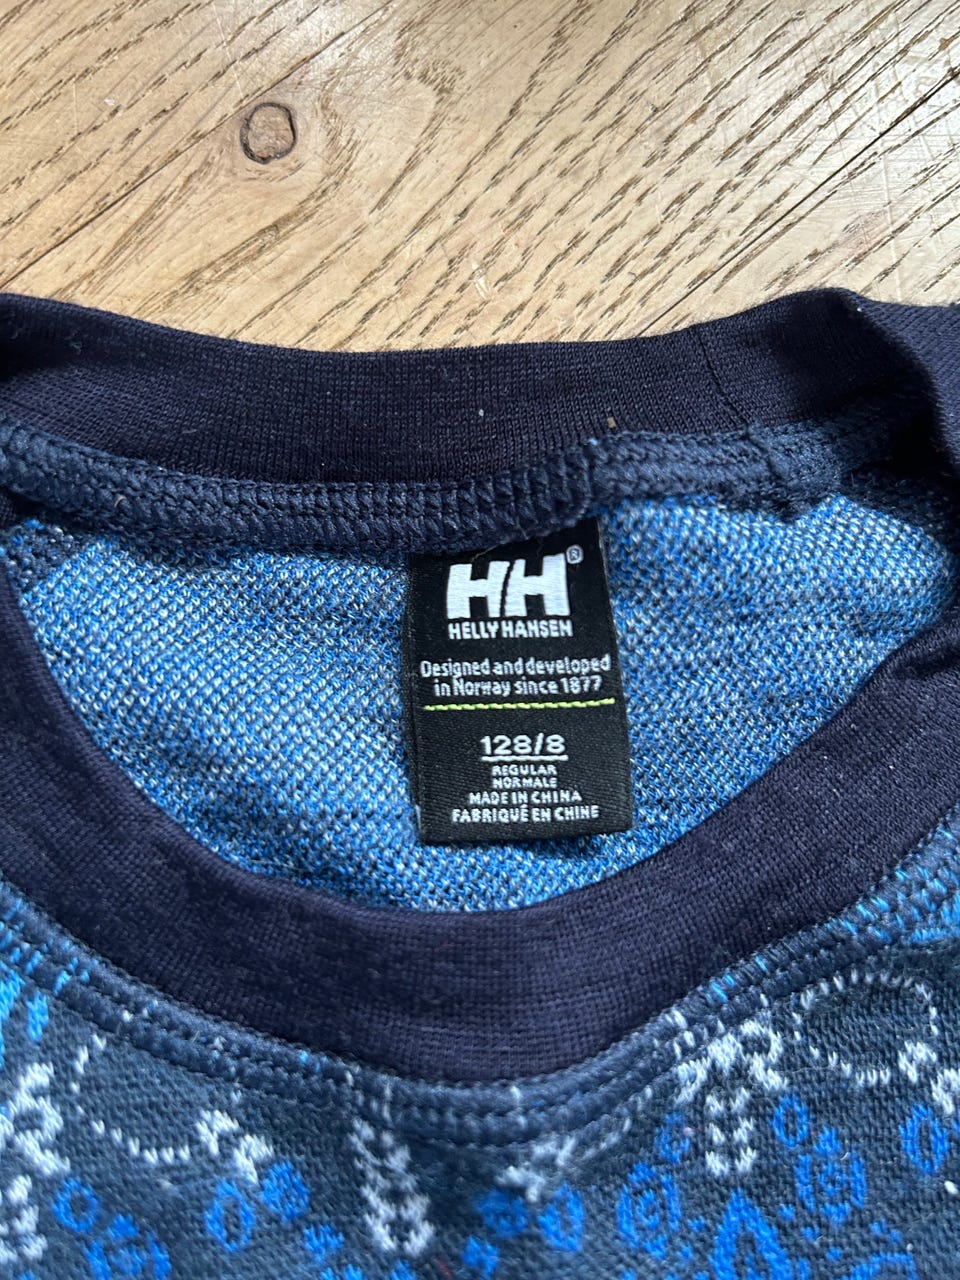 HH®
HELLY HANSEN
Designed and developed
in Norway since 1877
128/8
REGULAR
NORMALE
MADE IN CHINA
FABRIQUÉ EN CHINE